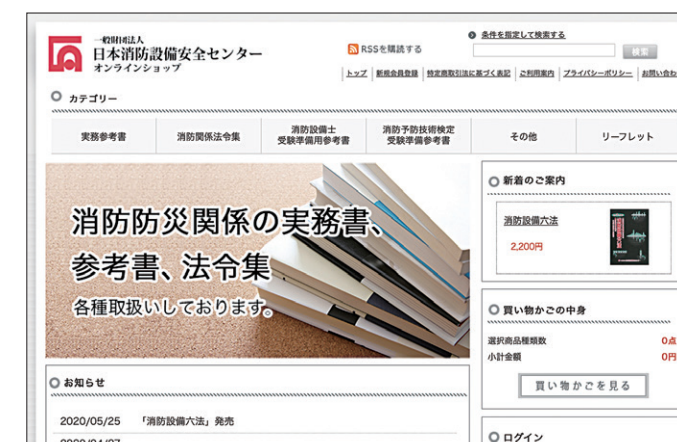 一般財団法人
日本消防設備安全センター
オンラインショップ
RSSを購読する
条件を指定して検索する
検索
トップ
新規会員登録
特定商取引法に基づく表記
ご利用案内
プライバシーポリシー
お問い合わ
カテゴリー
実務参考書
消防関係法令集
消防設備士
受験準備用参考書
消防予防技術検定
受験準備参考書
その他
リーフレット
消防防災関係の実務書、
参考書、法令集
各種取扱いしております。
新着のご案内
消防設備六法
2,200円
買い物かごの中身
選択商品種類数 0点
小計金額 0円
買い物かごを見る
お知らせ
2020/05/25 「消防設備六法」発売
ログイン